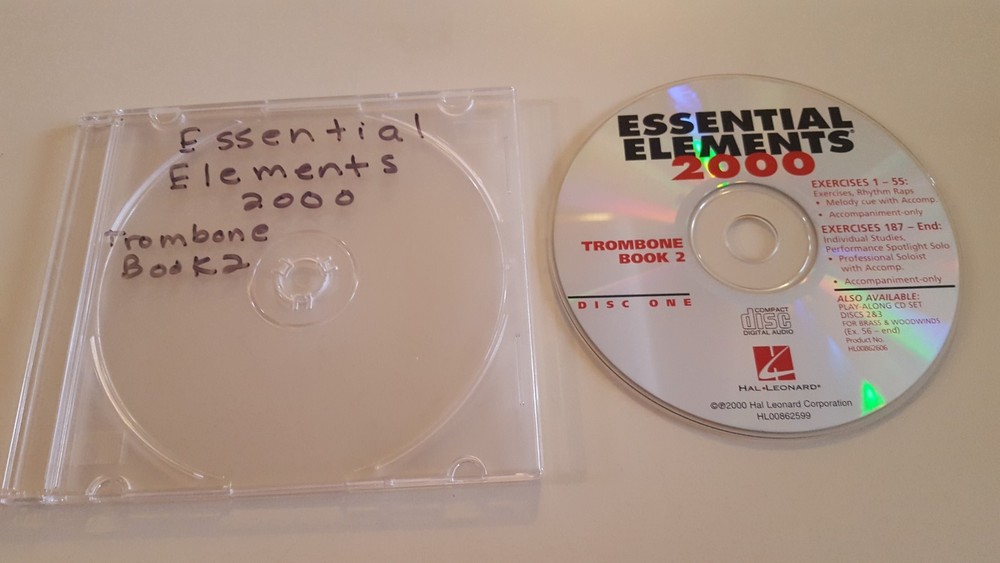 Essential
Elements
2000
Trombone
Book 2
ESSENTIAL
ELEMENTS®
2000
TROMBONE
BOOK 2
DISC ONE
EXERCISES 1 – 55:
Exercises, Rhythm Raps
• Melody cue with Accomp.
• Accompaniment-only
EXERCISES 187 – End:
Individual Studies,
Performance Spotlight Solo
• Professional Soloist
with Accomp.
• Accompaniment-only
ALSO AVAILABLE:
PLAY-ALONG CD SET
DISCS 2&3
FOR BRASS & WOODWINDS
(Ex. 56 – end)
Product No.
HL00862606
COMPACT
disc
DIGITAL AUDIO
HAL•LEONARD®
©℗2000 Hal Leonard Corporation
HL00862599